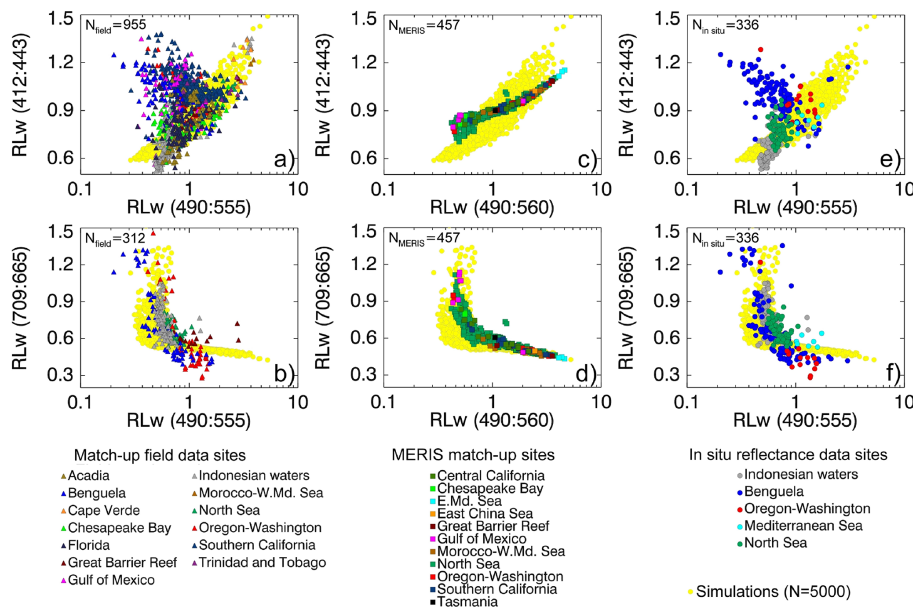 N_field=955
N_MERIS=457
N_in situ=336
1.5
1.2
0.9
0.6
RLw (412:443)
a)
0.1
1
10
RLw (490:555)
1.5
1.2
0.9
0.6
RLw (412:443)
c)
0.1
1
10
RLw (490:560)
1.5
1.2
0.9
0.6
RLw (412:443)
e)
0.1
1
10
RLw (490:555)
N_field=312
N_MERIS=457
N_in situ=336
1.5
1.2
0.9
0.6
0.3
RLw (709:665)
b)
0.1
1
10
RLw (490:555)
1.5
1.2
0.9
0.6
0.3
RLw (709:665)
d)
0.1
1
10
RLw (490:560)
1.5
1.2
0.9
0.6
0.3
RLw (709:665)
f)
0.1
1
10
RLw (490:555)
Match-up field data sites
Acadia
Benguela
Cape Verde
Chesapeake Bay
Florida
Great Barrier Reef
Gulf of Mexico
Indonesian waters
Morocco-W.Md. Sea
North Sea
Oregon-Washington
Southern California
Trinidad and Tobago
MERIS match-up sites
Central California
Chesapeake Bay
E.Md. Sea
East China Sea
Great Barrier Reef
Gulf of Mexico
Morocco-W.Md. Sea
North Sea
Oregon-Washington
Southern California
Tasmania
In situ reflectance data sites
Indonesian waters
Benguela
Oregon-Washington
Mediterranean Sea
North Sea
Simulations (N=5000)